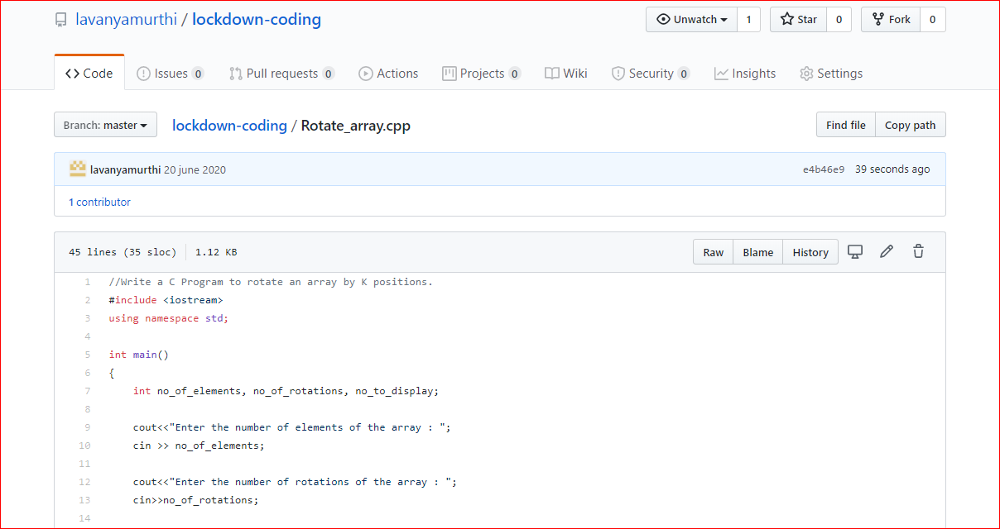 lavanyamurthi / lockdown-coding
Unwatch 1 Star 0 Fork 0
Code Issues 0 Pull requests 0 Actions Projects 0 Wiki Security 0 Insights Settings
Branch: master lockdown-coding / Rotate_array.cpp Find file Copy path
lavanyamurthi 20 june 2020 e4b46e9 39 seconds ago
1 contributor
45 lines (35 sloc) 1.12 KB Raw Blame History
1 //Write a C Program to rotate an array by K positions.
2 #include <iostream>
3 using namespace std;
4
5 int main()
6 {
7 int no_of_elements, no_of_rotations, no_to_display;
8
9 cout<<"Enter the number of elements of the array : ";
10 cin >> no_of_elements;
11
12 cout<<"Enter the number of rotations of the array : ";
13 cin>>no_of_rotations;
14